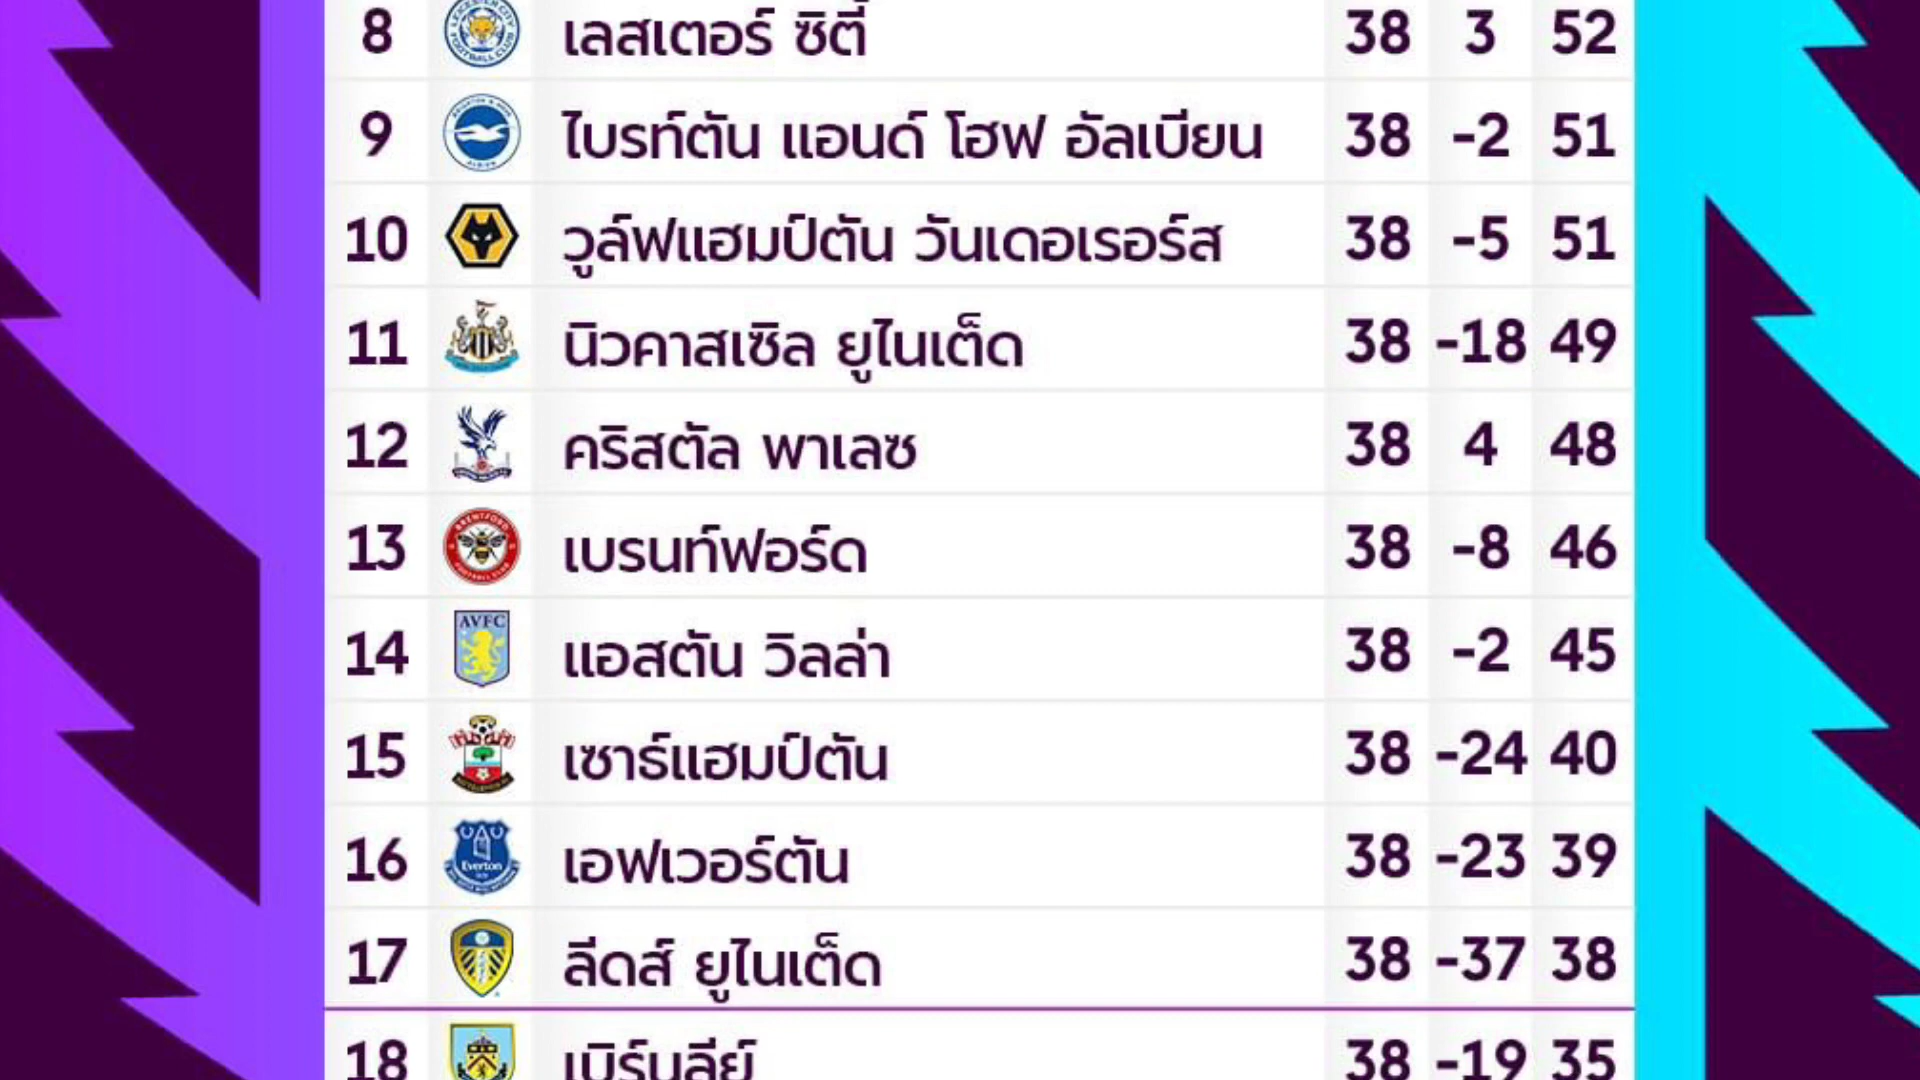 8 เลสเตอร์ ซิตี้ 38 3 52
9 ไบรท์ตัน แอนด์ โฮฟ อัลเบียน 38 -2 51
10 วูล์ฟแฮมป์ตัน วันเดอเรอร์ส 38 -5 51
11 นิวคาสเซิล ยูไนเต็ด 38 -18 49
12 คริสตัล พาเลซ 38 4 48
13 เบรนท์ฟอร์ด 38 -8 46
14 AVFC แอสตัน วิลล่า 38 -2 45
15 เซาธ์แฮมป์ตัน 38 -24 40
16 Everton เอฟเวอร์ตัน 38 -23 39
17 ลีดส์ ยูไนเต็ด 38 -37 38
18 เบิร์นลีย์ 38 -19 35